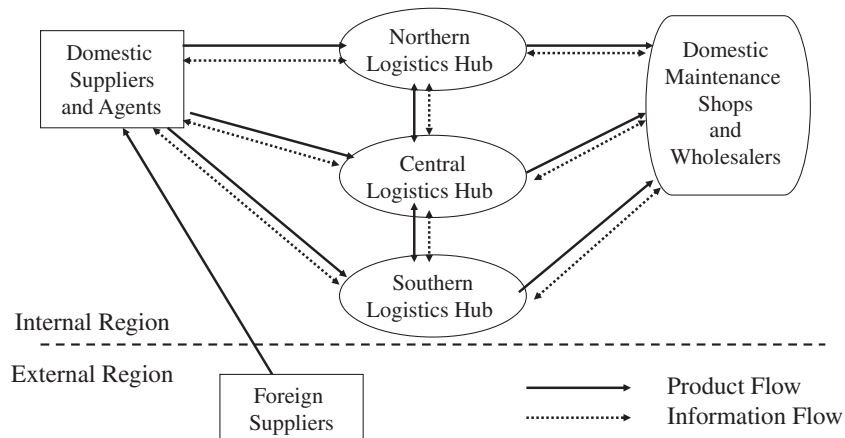 Domestic
Suppliers
and Agents
Northern
Logistics Hub
Central
Logistics Hub
Southern
Logistics Hub
Domestic
Maintenance
Shops
and
Wholesalers
Internal Region
External Region
Foreign
Suppliers
Product Flow
Information Flow